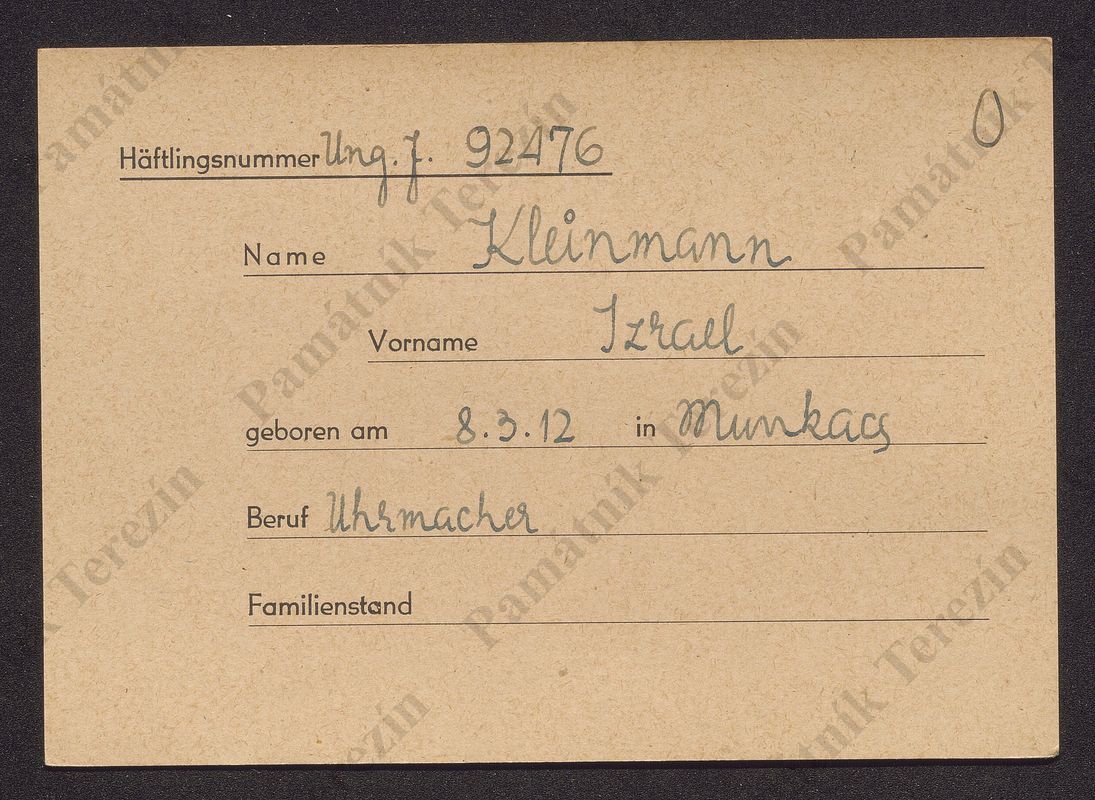 0
Häftlingsnummer Ung. J. 92476
Name Kleinmann
Vorname Izrael
geboren am 8.3.12 in Munkacs
Beruf Uhrmacher
Familienstand
Památník Terezín